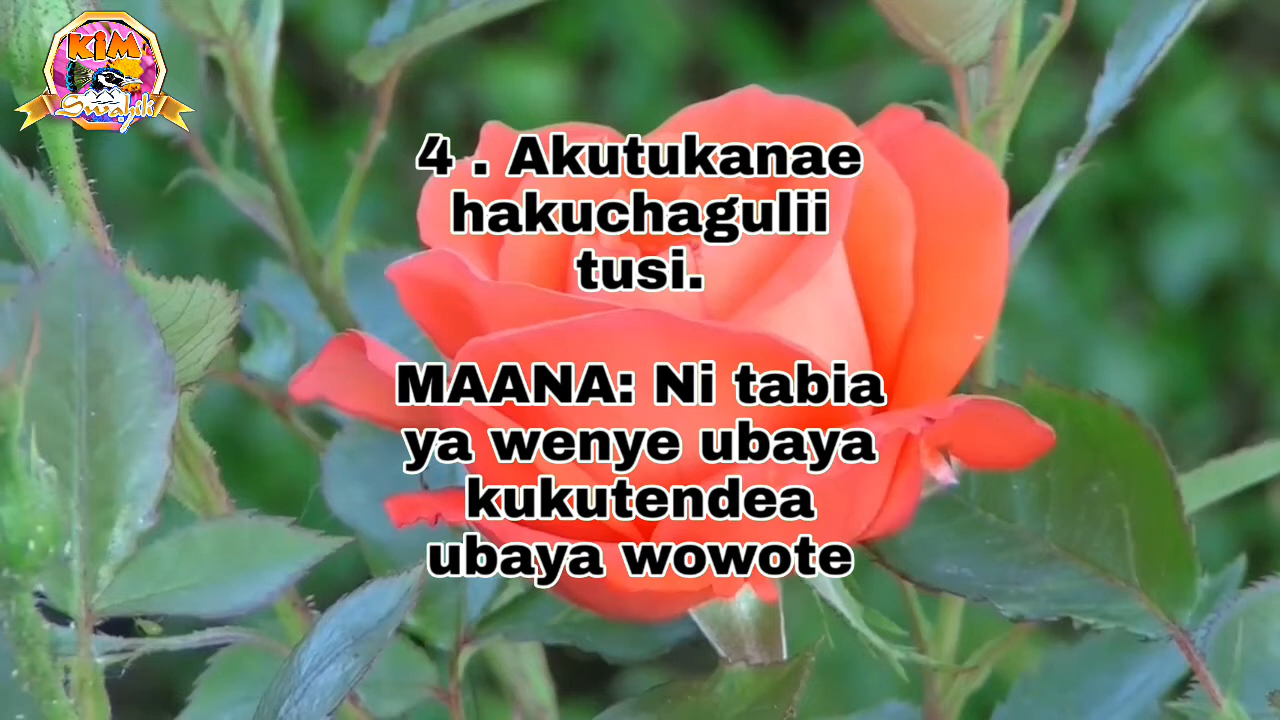 KIM
Swahili
4 . Akutukanae
hakuchagulii
tusi.
MAANA: Ni tabia
ya wenye ubaya
kukutendea
ubaya wowote